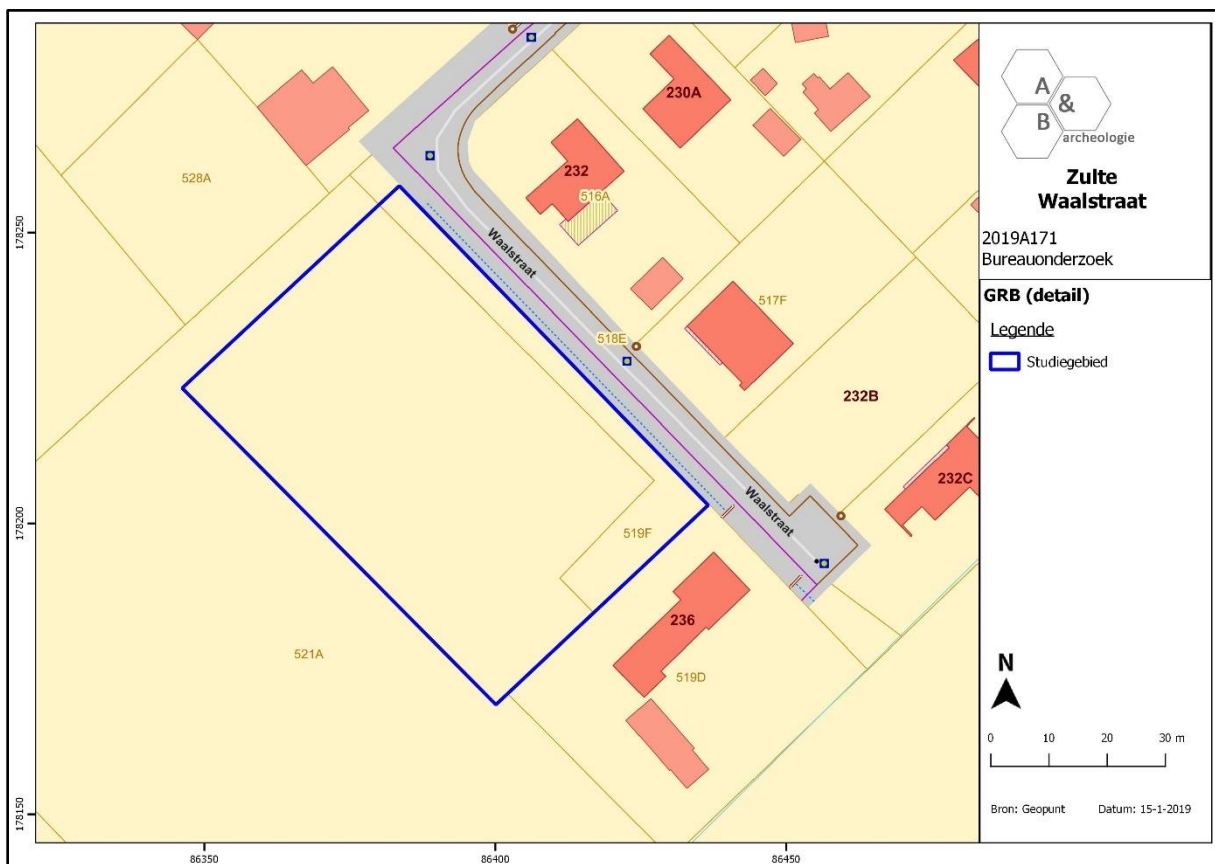 230A
232
516A
528A
Waalstraat
517F
518E
232B
232C
Waalstraat
519F
236
521A
519D
178250
178200
178150
86350
86400
86450
A
&
B
archeologie
Zulte
Waalstraat
2019A171
Bureauonderzoek
GRB (detail)
Legende
Studiegebied
N
0 10 20 30 m
Bron: Geopunt Datum: 15-1-2019